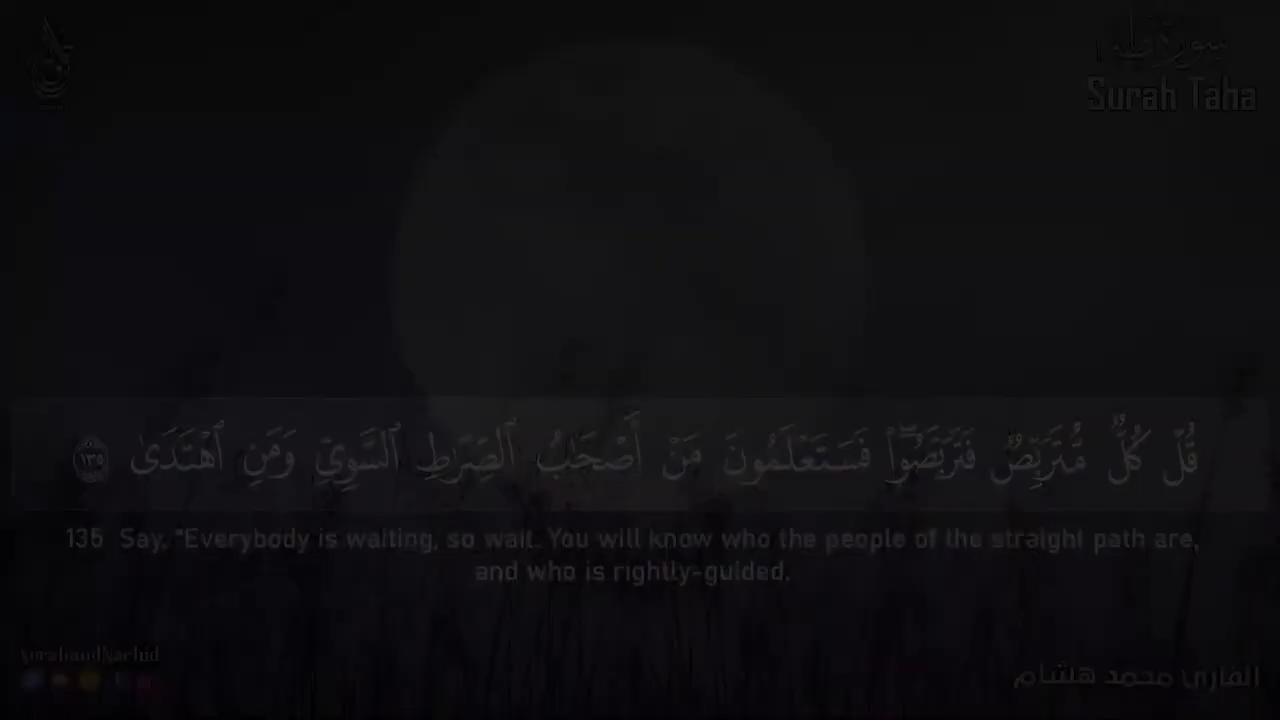 سورة طه
Surah Taha
قُلْ كُلٌّ مُّتَرَبِّصٌ فَتَرَبَّصُوا۟ ۖ فَسَتَعْلَمُونَ مَنْ أَصْحَٰبُ ٱلصِّرَٰطِ ٱلسَّوِىِّ وَمَنِ ٱهْتَدَىٰ ١٣٥
135 Say, "Everybody is waiting, so wait. You will know who the people of the straight path are,
and who is rightly-guided.
القارئ محمد هشام